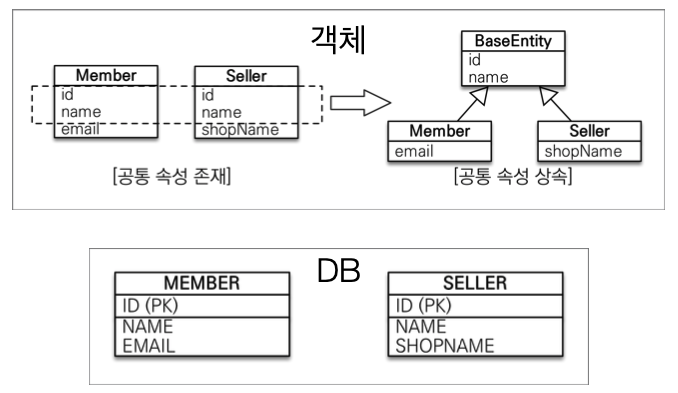 객체
Member
id
name
email
Seller
id
name
shopName
[공통 속성 존재]
BaseEntity
id
name
Member
email
Seller
shopName
[공통 속성 상속]
DB
MEMBER
ID (PK)
NAME
EMAIL
SELLER
ID (PK)
NAME
SHOPNAME